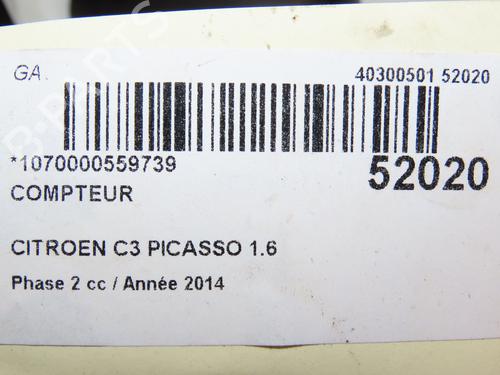 GA.
40300501 52020
*1070000559739
52020
COMPTEUR
CITROEN C3 PICASSO 1.6
Phase 2 cc / Année 2014
B-PARTS